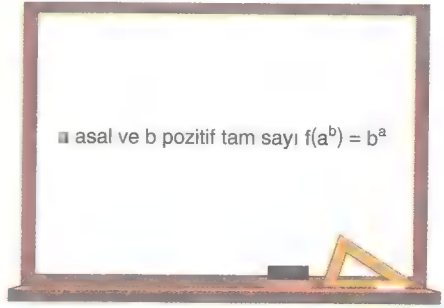 a asal ve b pozitif tam sayı f(aᵇ) = bᵃ